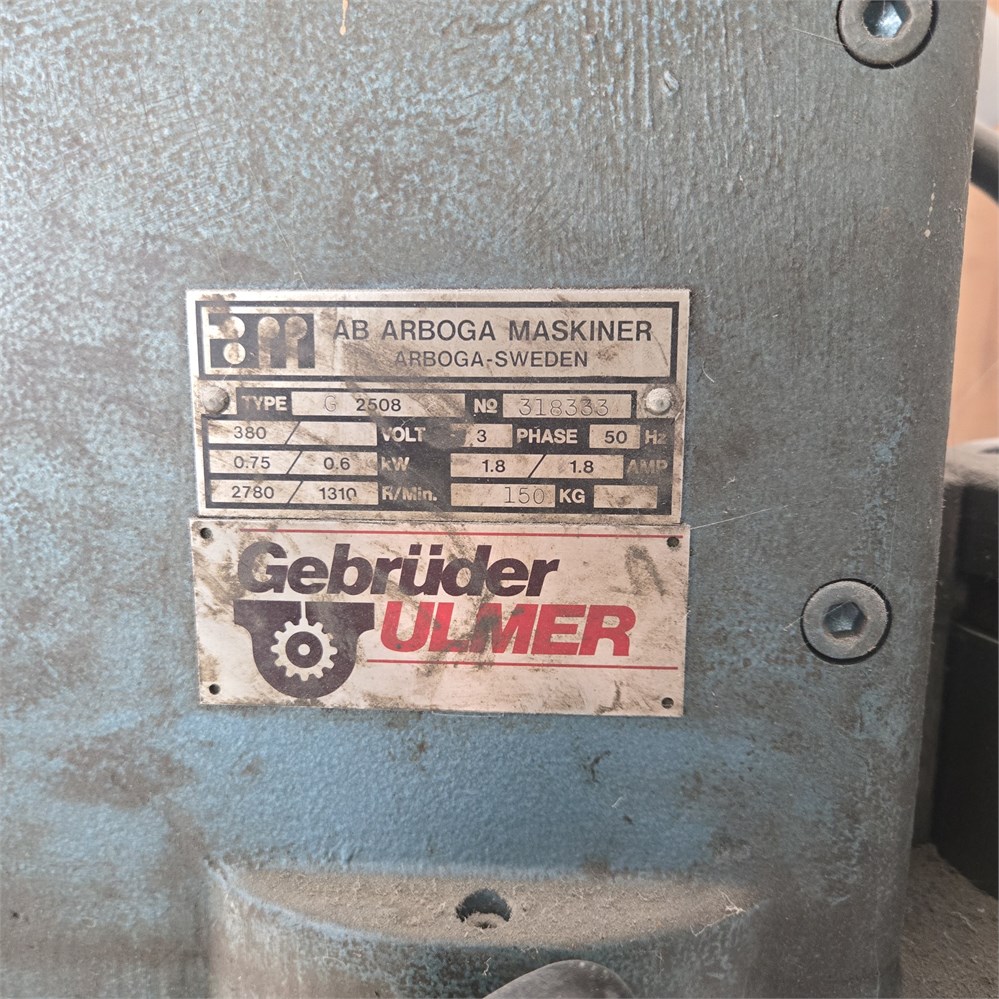 am AB ARBOGA MASKINER
ARBOGA-SWEDEN
TYPE G 2508 Nº 318333
380 / VOLT 3 PHASE 50 Hz
0.75 / 0.6 kW 1.8 / 1.8 AMP
2780 / 1310 R/Min. 150 KG
Gebrüder
ULMER